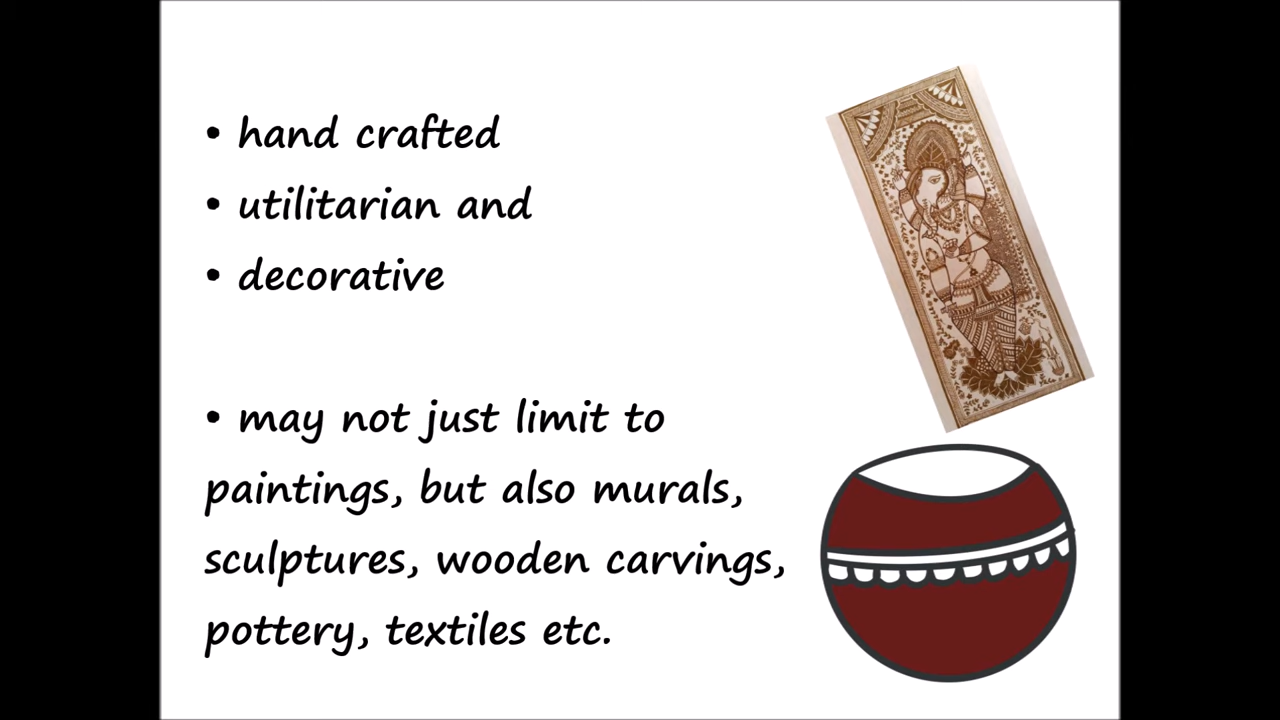 • hand crafted
• utilitarian and
• decorative
• may not just limit to
paintings, but also murals,
sculptures, wooden carvings,
pottery, textiles etc.